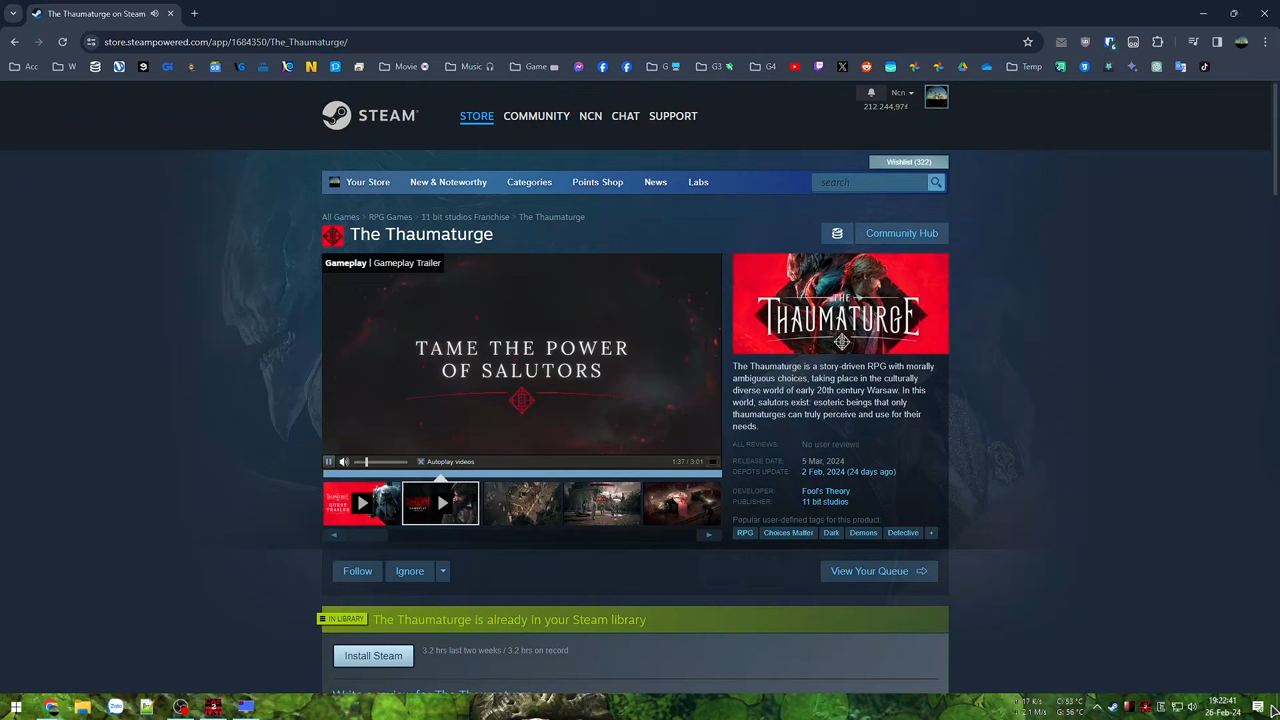 The Thaumaturge on Steam
store.steampowered.com/app/1684350/The_Thaumaturge/
Acc
W
Movie
Music
Game
G
G3
G4
Temp
STEAM
STORE
COMMUNITY
NCN
CHAT
SUPPORT
Ncn
212.244,97₫
Wishlist (322)
Your Store
New & Noteworthy
Categories
Points Shop
News
Labs
search
All Games > RPG Games > 11 bit studios Franchise > The Thaumaturge
The Thaumaturge
Community Hub
Gameplay | Gameplay Trailer
TAME THE POWER
OF SALUTORS
Autoplay videos
1:37 / 3:01
THE
THAUMATURGE
The Thaumaturge is a story-driven RPG with morally
ambiguous choices, taking place in the culturally
diverse world of early 20th century Warsaw. In this
world, salutors exist: esoteric beings that only
thaumaturges can truly perceive and use for their
needs.
ALL REVIEWS: No user reviews
RELEASE DATE: 5 Mar, 2024
DEPOTS UPDATE: 2 Feb, 2024 (24 days ago)
DEVELOPER: Fool's Theory
PUBLISHER: 11 bit studios
Popular user-defined tags for this product:
RPG
Choices Matter
Dark
Demons
Detective
+
Follow
Ignore
View Your Queue
IN LIBRARY
The Thaumaturge is already in your Steam library
Install Steam
3.2 hrs last two weeks / 3.2 hrs on record
19:22:41
26-Feb-24